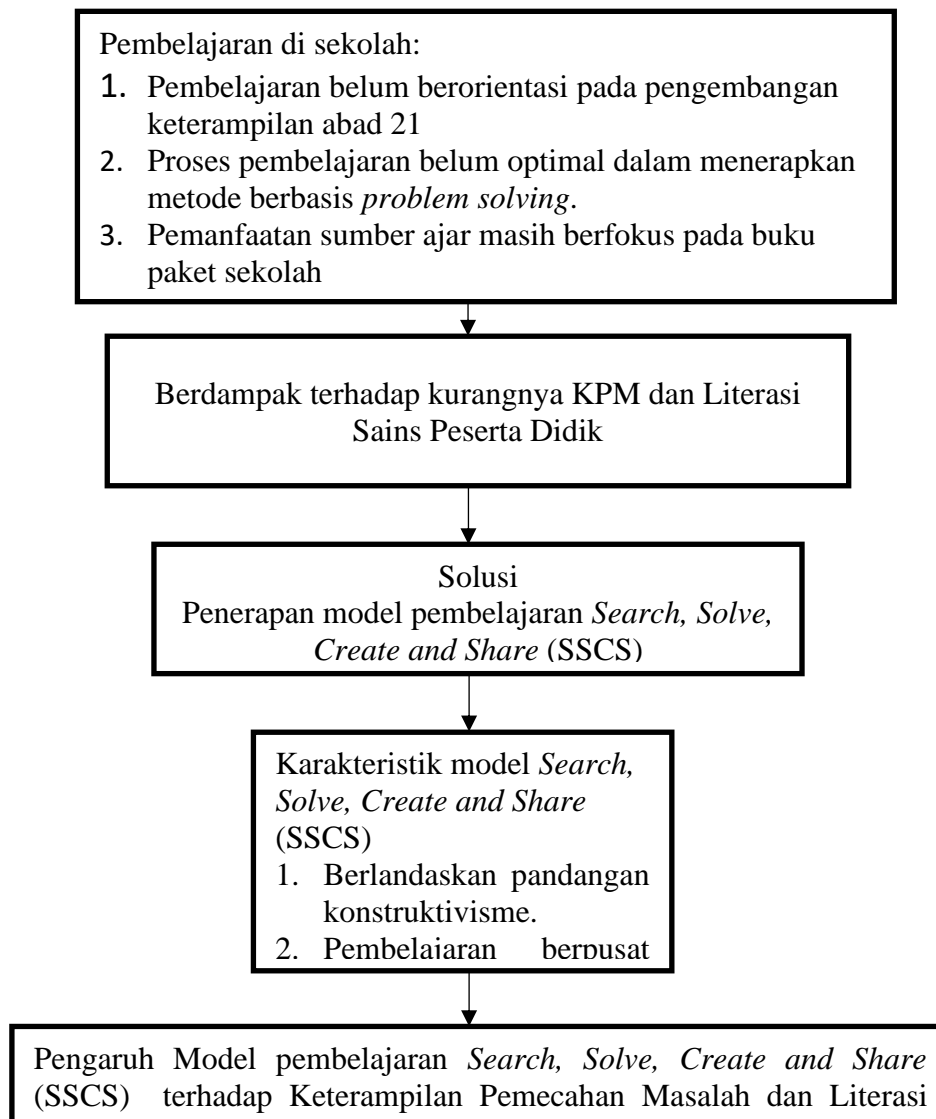 Pembelajaran di sekolah:
1. Pembelajaran belum berorientasi pada pengembangan
keterampilan abad 21
2. Proses pembelajaran belum optimal dalam menerapkan
metode berbasis problem solving.
3. Pemanfaatan sumber ajar masih berfokus pada buku
paket sekolah
Berdampak terhadap kurangnya KPM dan Literasi
Sains Peserta Didik
Solusi
Penerapan model pembelajaran Search, Solve,
Create and Share (SSCS)
Karakteristik model Search,
Solve, Create and Share
(SSCS)
1. Berlandaskan pandangan
konstruktivisme.
2. Pembelajaran berpusat
Pengaruh Model pembelajaran Search, Solve, Create and Share
(SSCS) terhadap Keterampilan Pemecahan Masalah dan Literasi